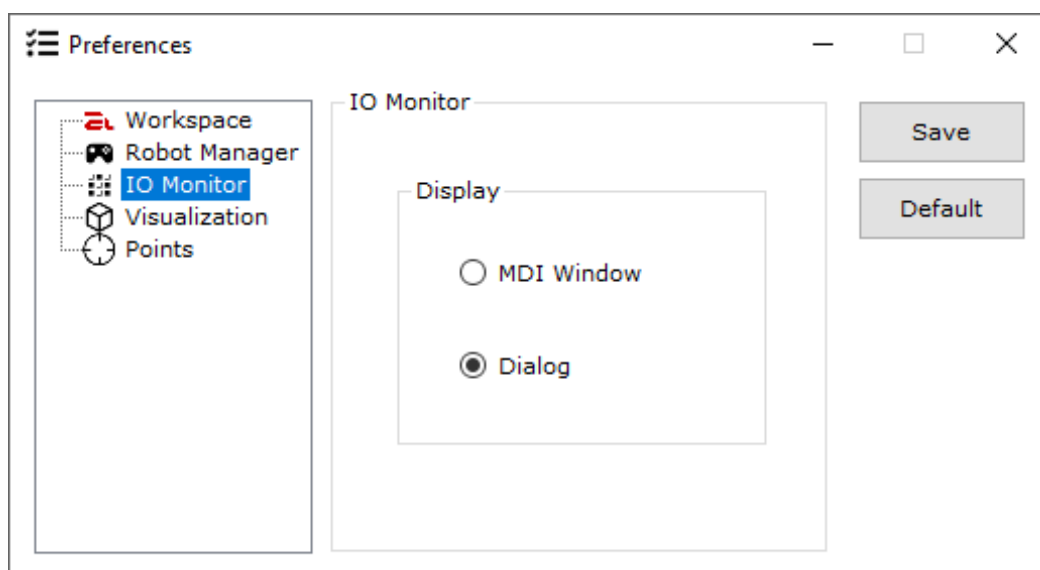 Preferences
Workspace
Robot Manager
IO Monitor
Visualization
Points
IO Monitor
Display
MDI Window
Dialog
Save
Default